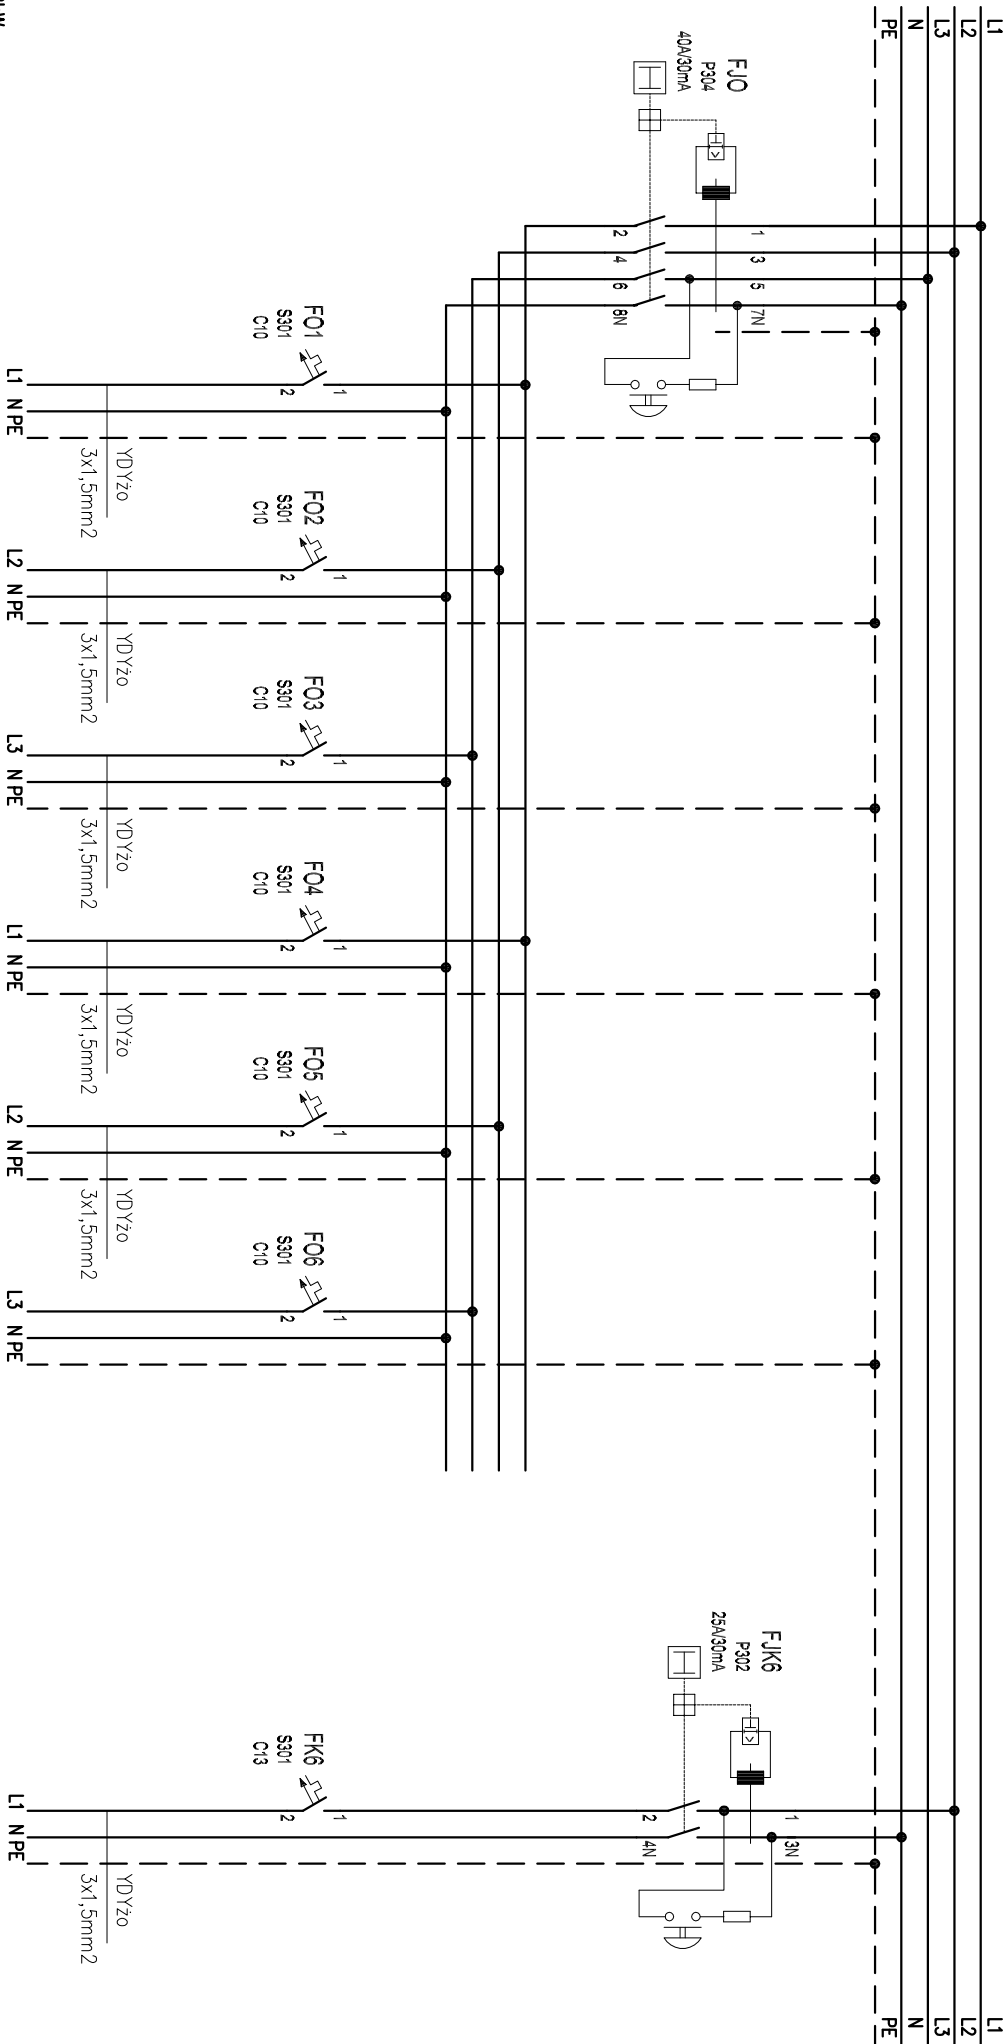 L1
L2
L3
N
PE
FJO
P304
40A/30mA
1
3
5
7N
2
4
6
8N
FO1
S301
C10
1
2
L1 N PE
YDYżo
3x1,5mm2
FO2
S301
C10
1
2
L2 N PE
YDYżo
3x1,5mm2
FO3
S301
C10
1
2
L3 N PE
YDYżo
3x1,5mm2
FO4
S301
C10
1
2
L1 N PE
YDYżo
3x1,5mm2
FO5
S301
C10
1
2
L2 N PE
YDYżo
3x1,5mm2
FO6
S301
C10
1
2
L3 N PE
FJK6
P302
25A/30mA
1
3N
2
4N
FK6
S301
C13
1
2
L1 N PE
YDYżo
3x1,5mm2
L1
L2
L3
N
PE